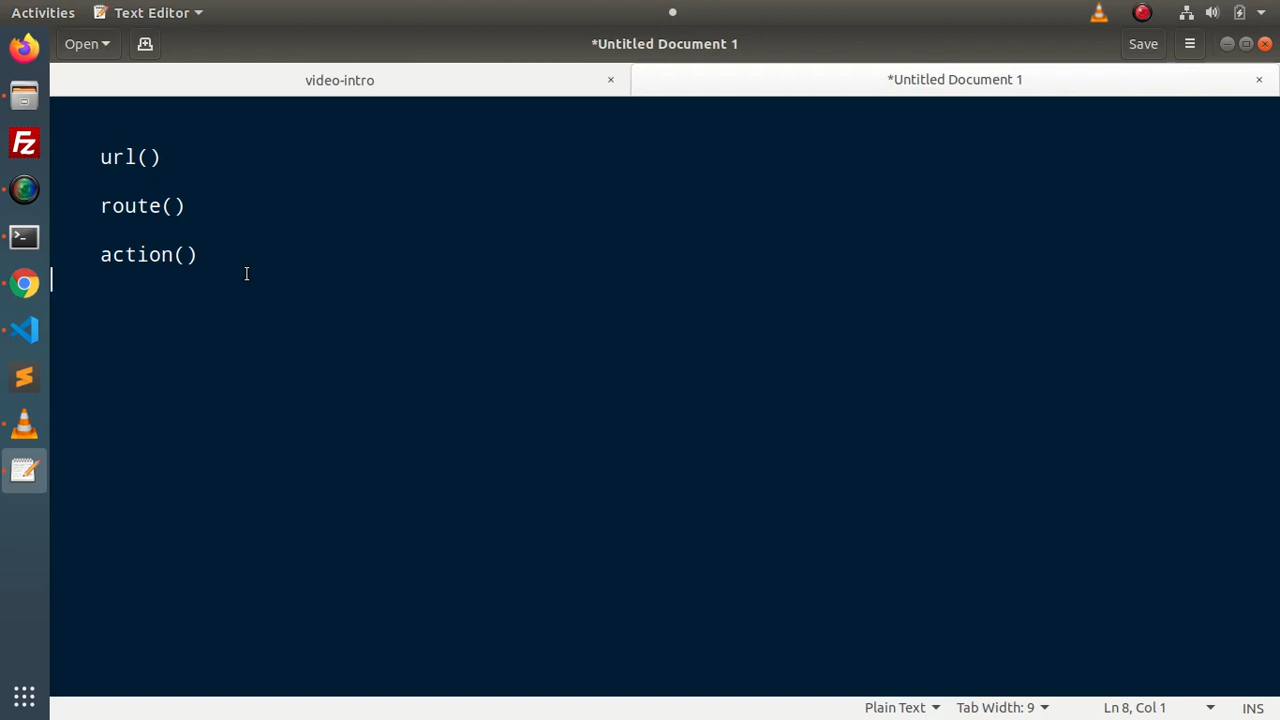 Activities
Text Editor
Open
*Untitled Document 1
Save
video-intro
*Untitled Document 1
url()
route()
action()
Plain Text
Tab Width: 9
Ln 8, Col 1
INS